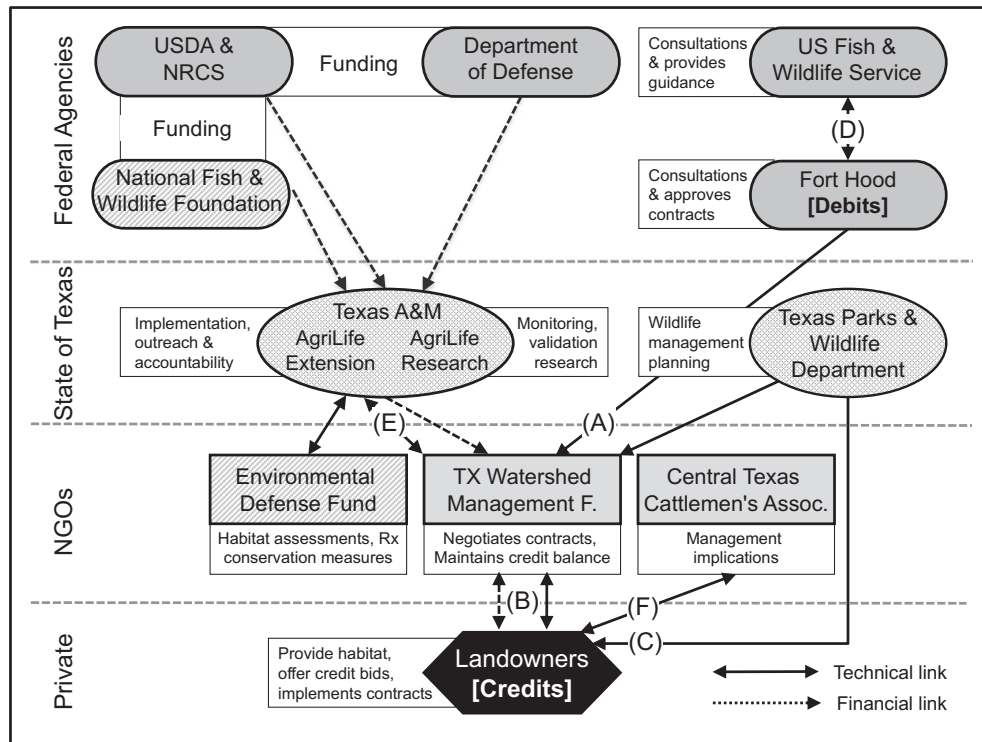 Federal Agencies
USDA &
NRCS
Funding
Department
of Defense
Consultations
& provides
guidance
US Fish &
Wildlife Service
Funding
(D)
National Fish &
Wildlife Foundation
Consultations
& approves
contracts
Fort Hood
[Debits]
State of Texas
Implementation,
outreach &
accountability
Texas A&M
AgriLife
Extension
AgriLife
Research
Monitoring,
validation
research
Wildlife
management
planning
Texas Parks &
Wildlife
Department
(E)
(A)
NGOs
Environmental
Defense Fund
Habitat assessments, Rx
conservation measures
TX Watershed
Management F.
Negotiates contracts,
Maintains credit balance
Central Texas
Cattlemen's Assoc.
Management
implications
(B)
(F)
(C)
Private
Provide habitat,
offer credit bids,
implements contracts
Landowners
[Credits]
Technical link
Financial link